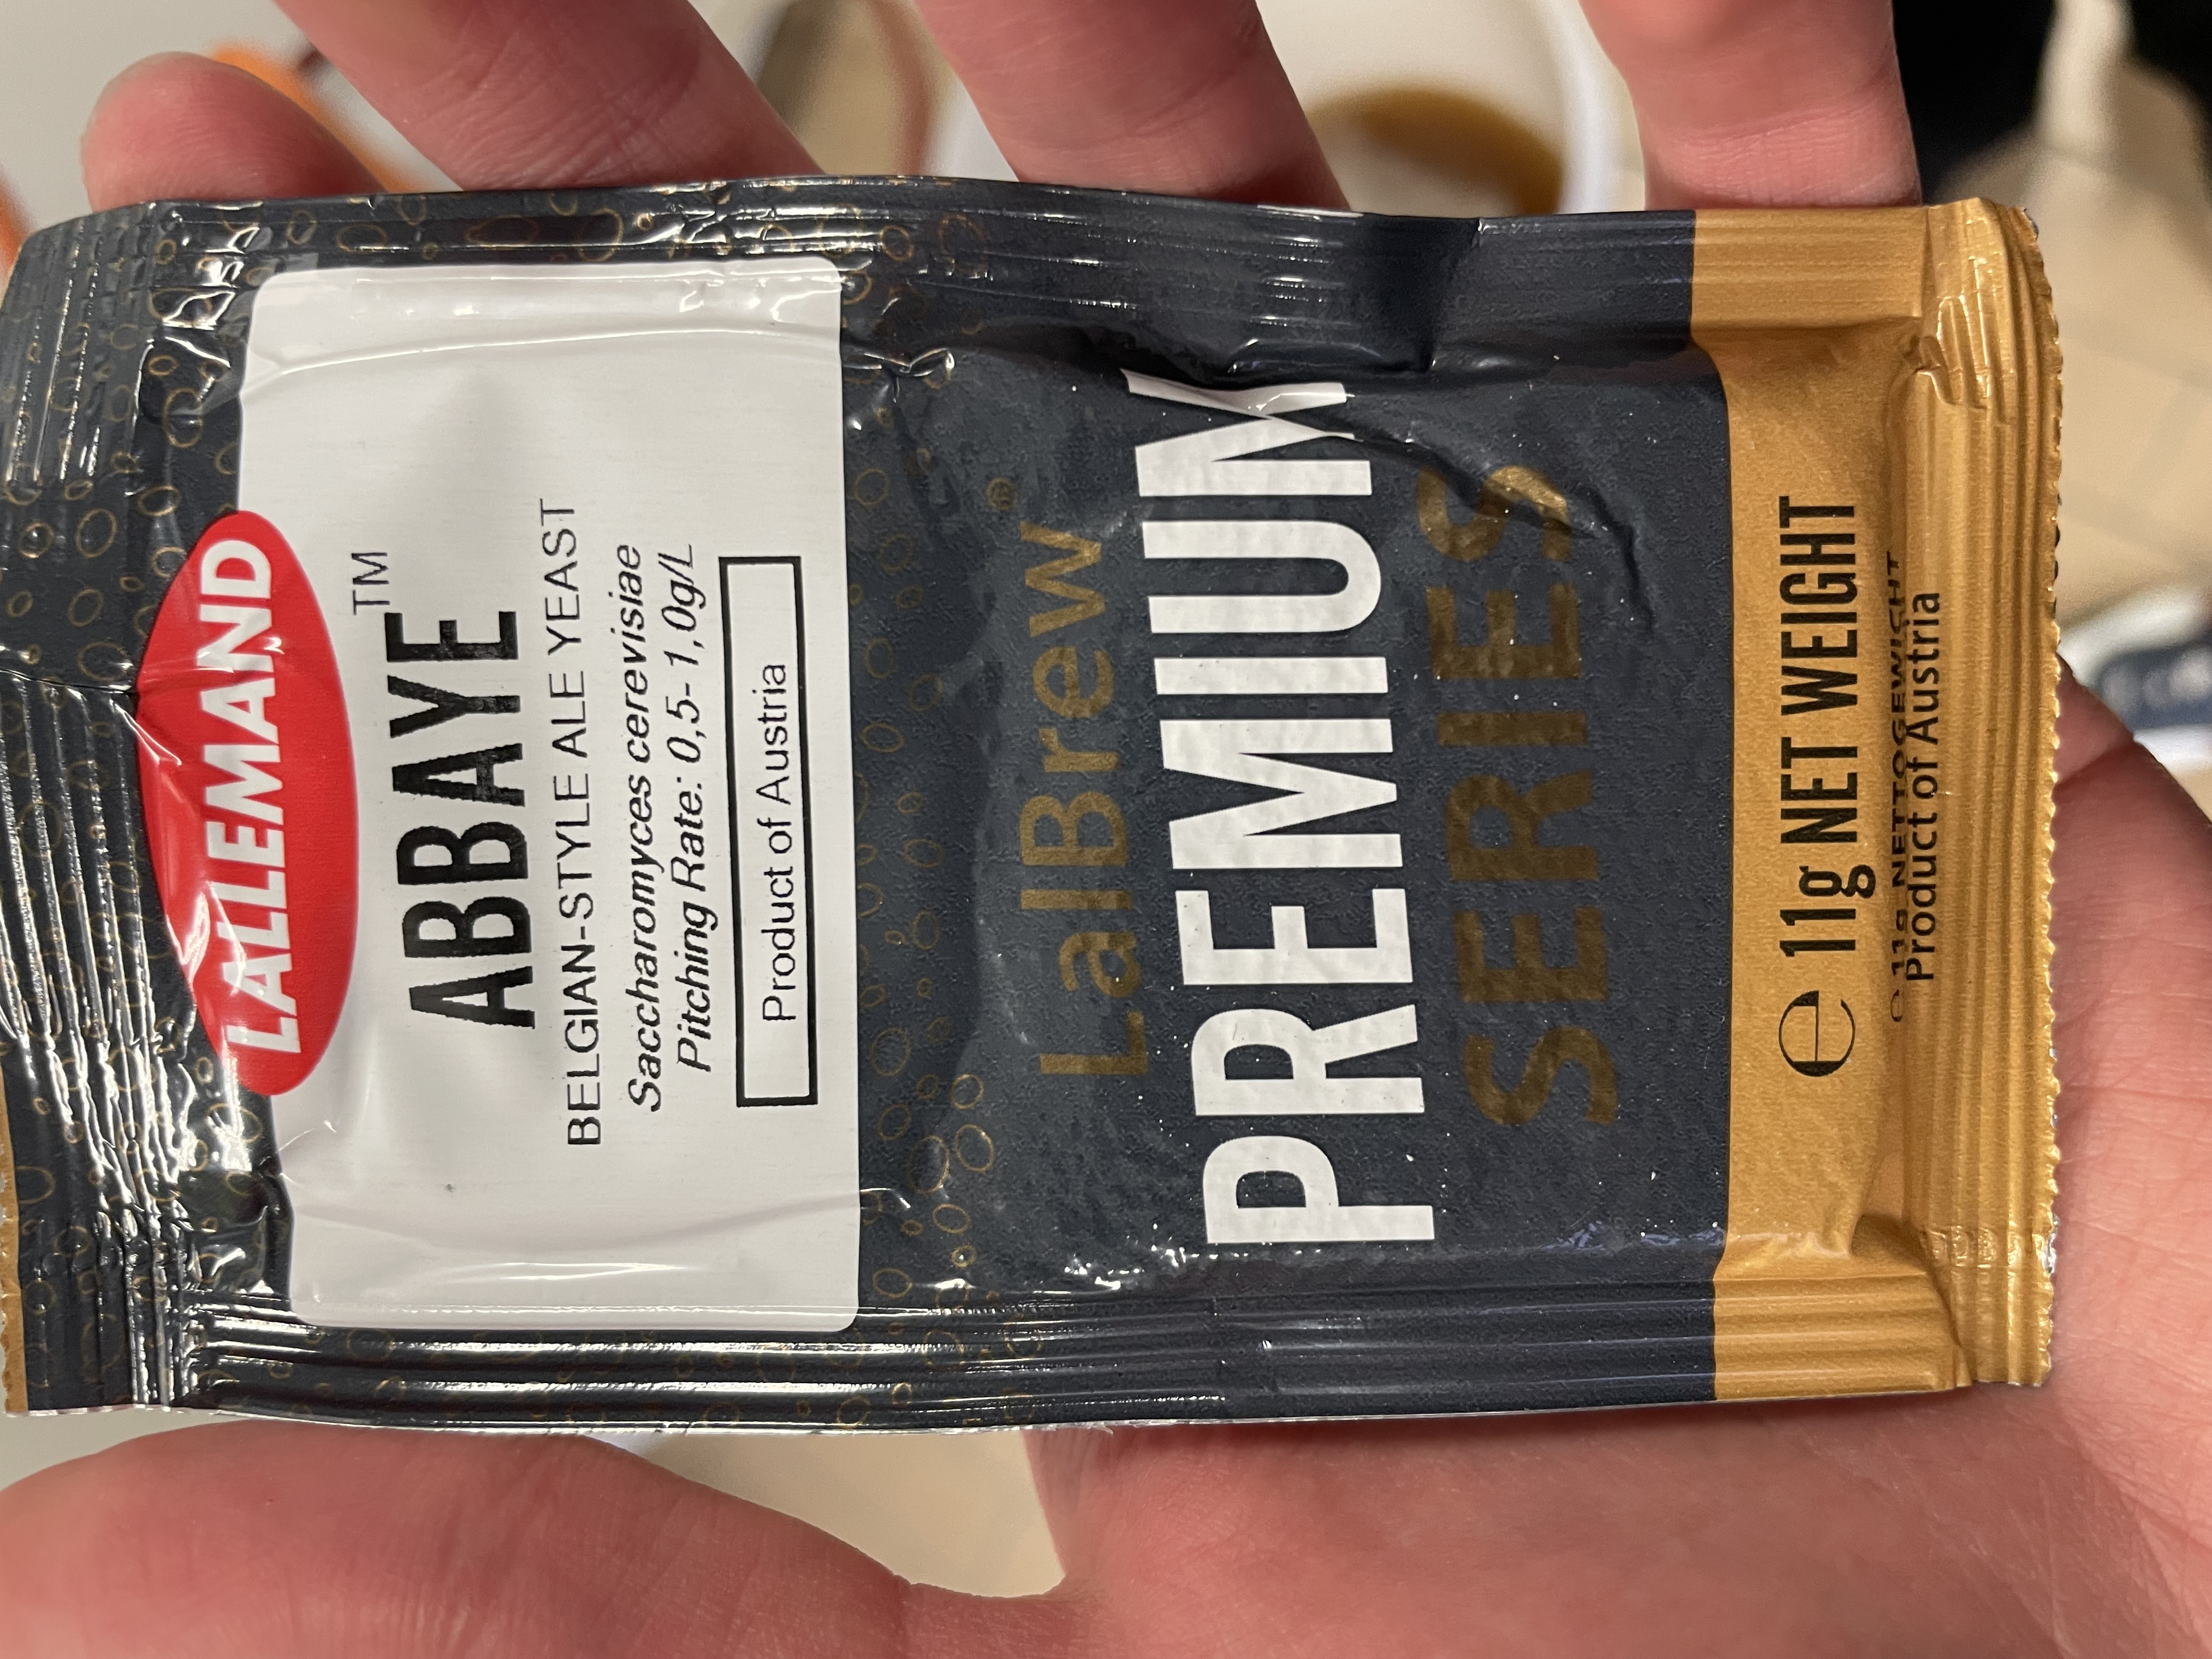 LALLEMAND
ABBAYE™
BELGIAN-STYLE ALE YEAST
Saccharomyces cerevisiae
Pitching Rate: 0,5- 1,0g/L
Product of Austria
LalBrew®
PREMIUM
SERIES
℮ 11g NET WEIGHT
℮ 11g NETTOGEWICHT
Product of Austria